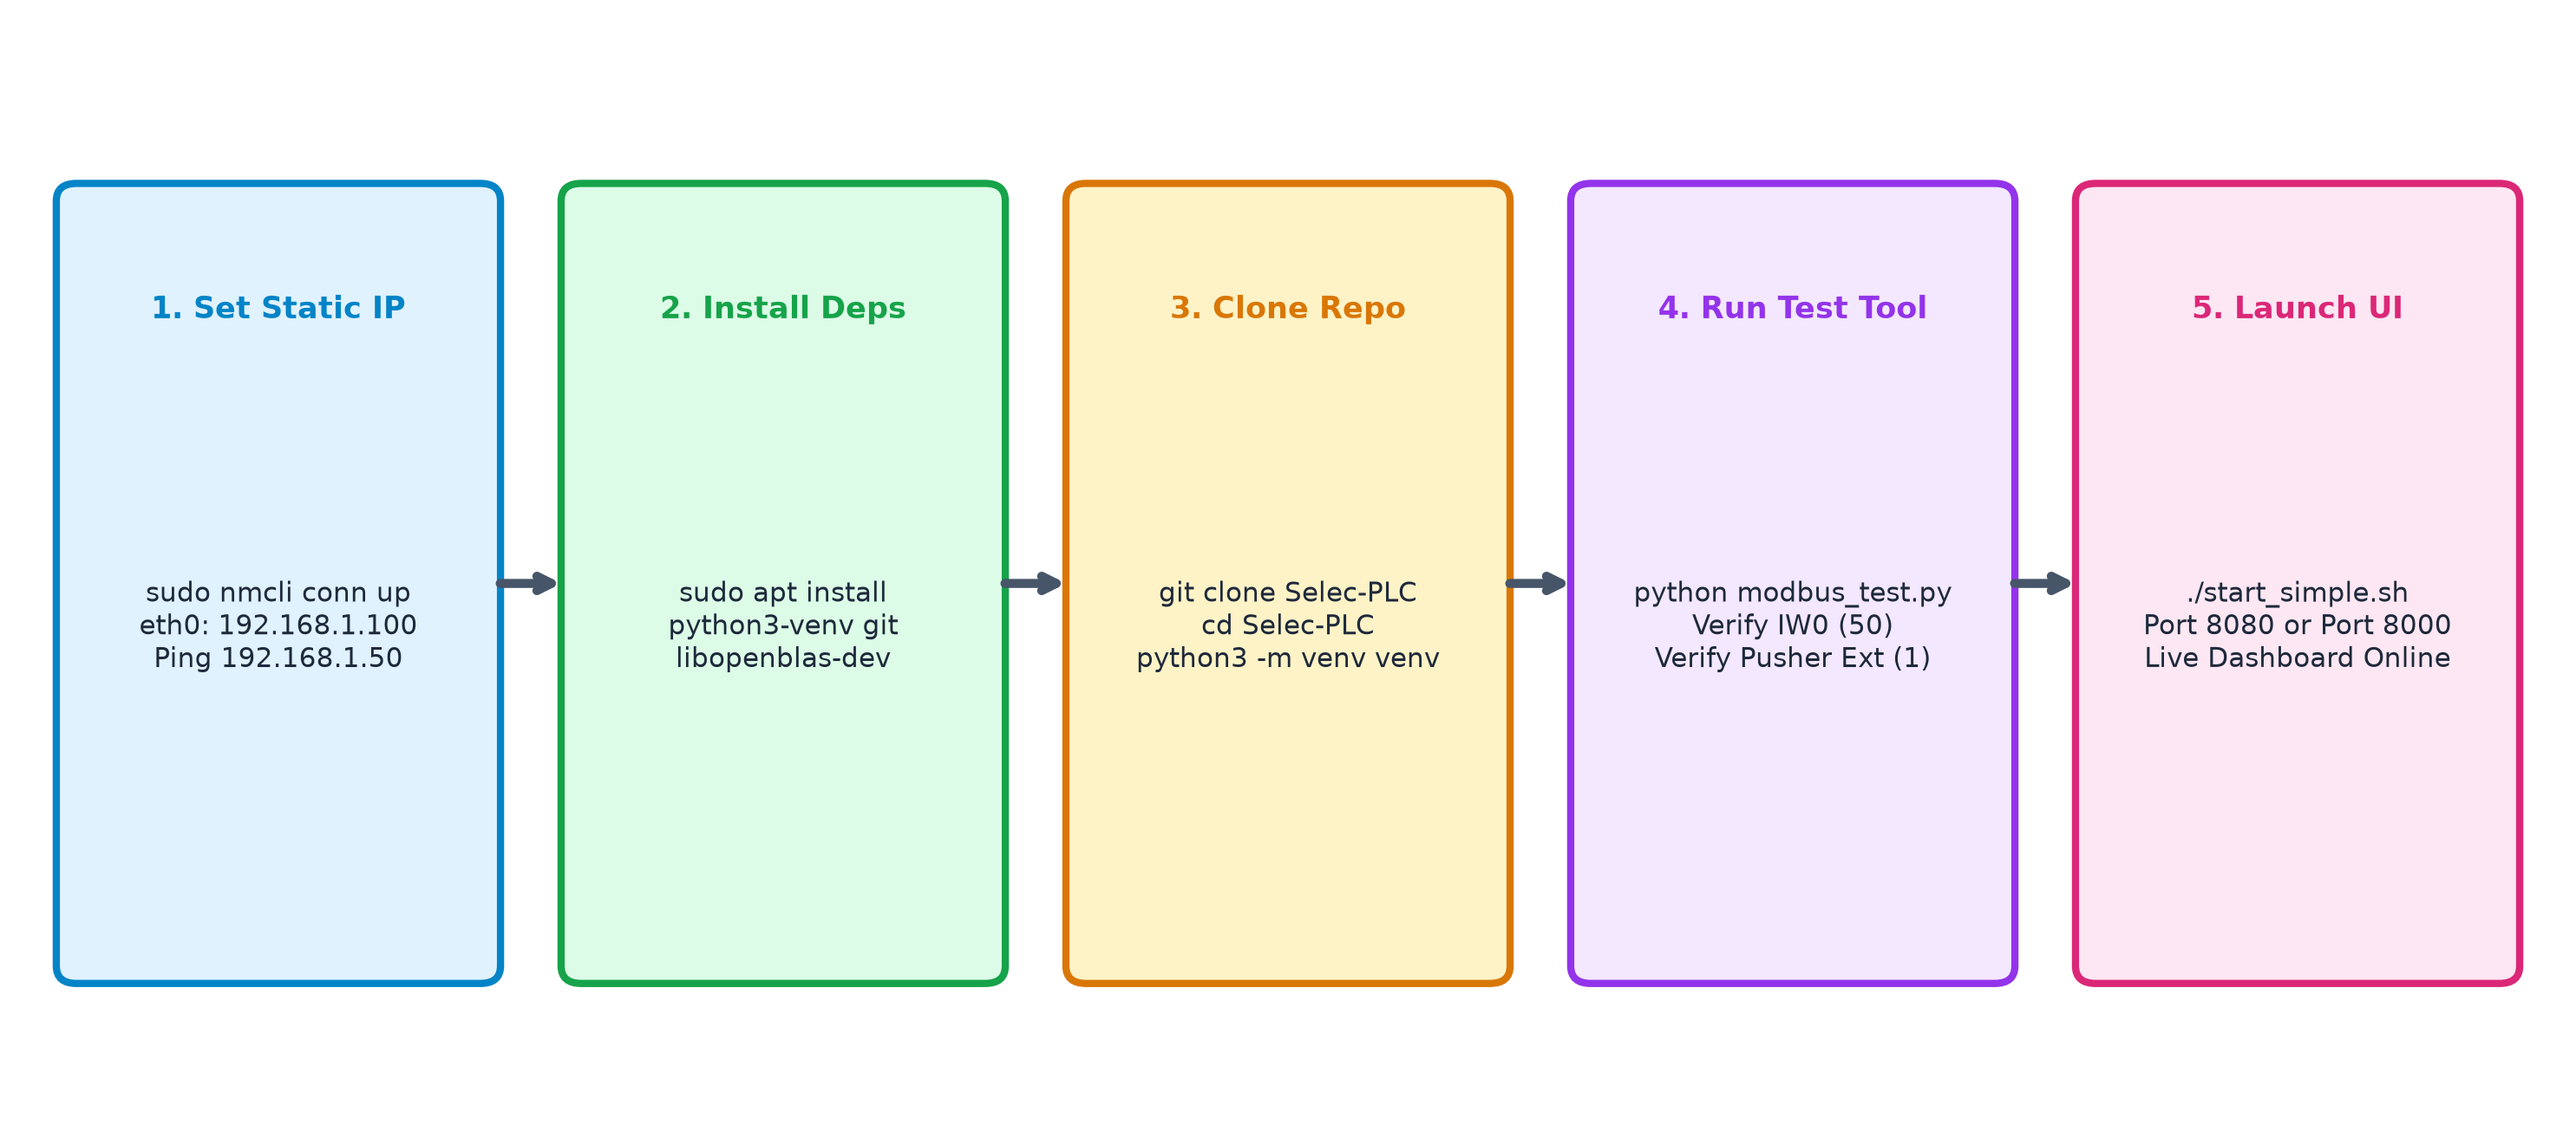 1. Set Static IP
sudo nmcli conn up
eth0: 192.168.1.100
Ping 192.168.1.50
2. Install Deps
sudo apt install
python3-venv git
libopenblas-dev
3. Clone Repo
git clone Selec-PLC
cd Selec-PLC
python3 -m venv venv
4. Run Test Tool
python modbus_test.py
Verify IW0 (50)
Verify Pusher Ext (1)
5. Launch UI
./start_simple.sh
Port 8080 or Port 8000
Live Dashboard Online